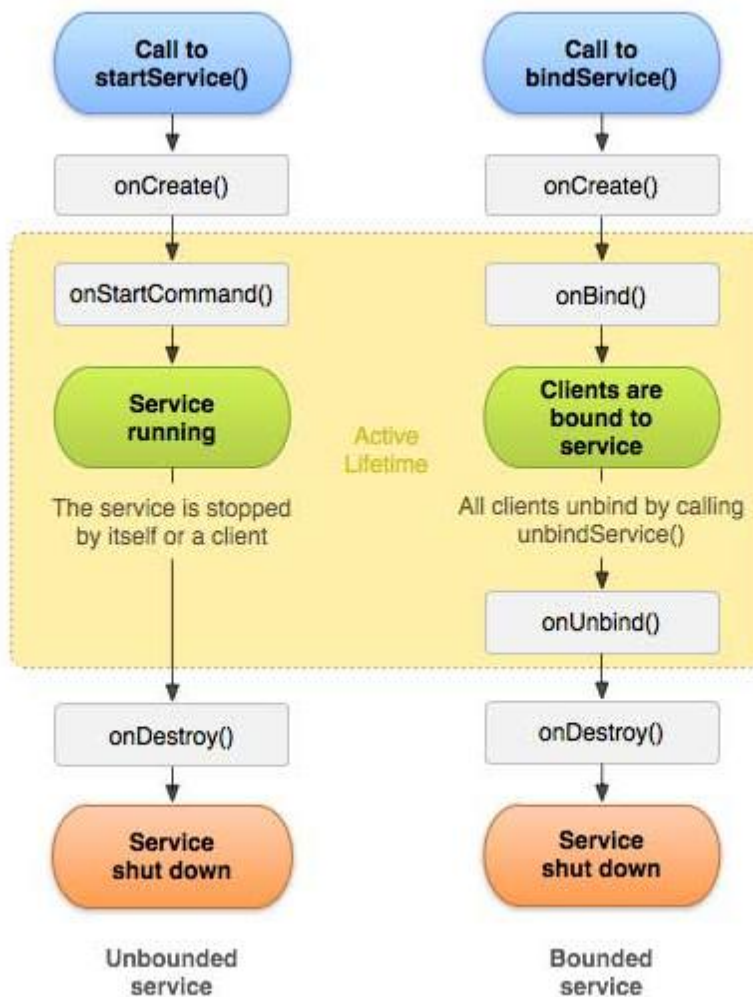 Call to
startService()
onCreate()
onStartCommand()
Service
running
The service is stopped
by itself or a client
onDestroy()
Service
shut down
Unbounded
service
Active
Lifetime
Call to
bindService()
onCreate()
onBind()
Clients are
bound to
service
All clients unbind by calling
unbindService()
onUnbind()
onDestroy()
Service
shut down
Bounded
service